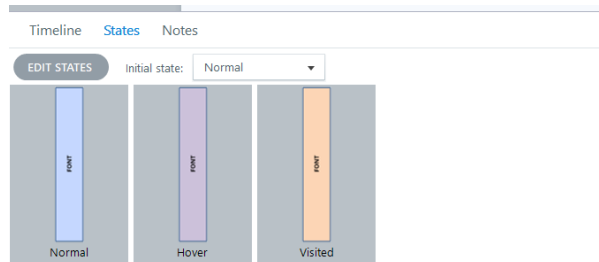 Timeline States Notes
EDIT STATES Initial state: Normal
FONT FONT FONT
Normal Hover Visited